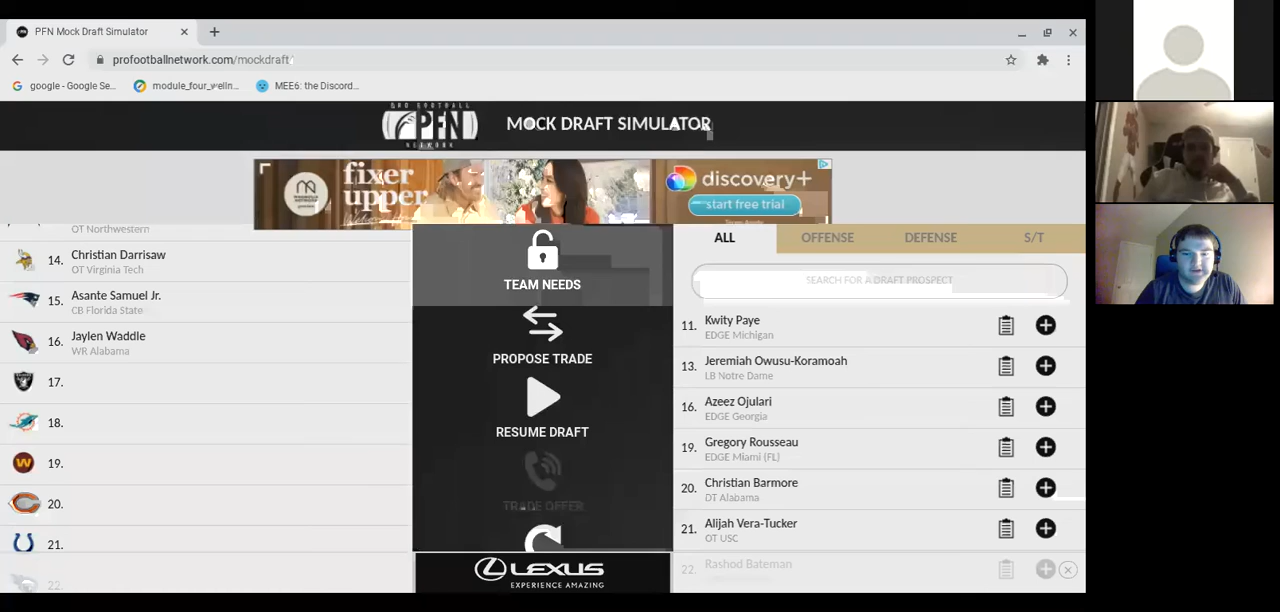 PFN Mock Draft Simulator
profootballnetwork.com/mockdraft/
google - Google Se...
module_four_welln...
MEE6: the Discord...
PRO FOOTBALL
PFN
NETWORK
MOCK DRAFT SIMULATOR
fixer
upper
discovery+
start free trial
OT Northwestern
14. Christian Darrisaw
OT Virginia Tech
15. Asante Samuel Jr.
CB Florida State
16. Jaylen Waddle
WR Alabama
17.
18.
19.
20.
21.
22.
TEAM NEEDS
PROPOSE TRADE
RESUME DRAFT
TRADE OFFER
LEXUS
EXPERIENCE AMAZING
ALL
OFFENSE
DEFENSE
S/T
SEARCH FOR A DRAFT PROSPECT
11. Kwity Paye
EDGE Michigan
13. Jeremiah Owusu-Koramoah
LB Notre Dame
16. Azeez Ojulari
EDGE Georgia
19. Gregory Rousseau
EDGE Miami (FL)
20. Christian Barmore
DT Alabama
21. Alijah Vera-Tucker
OT USC
22. Rashod Bateman